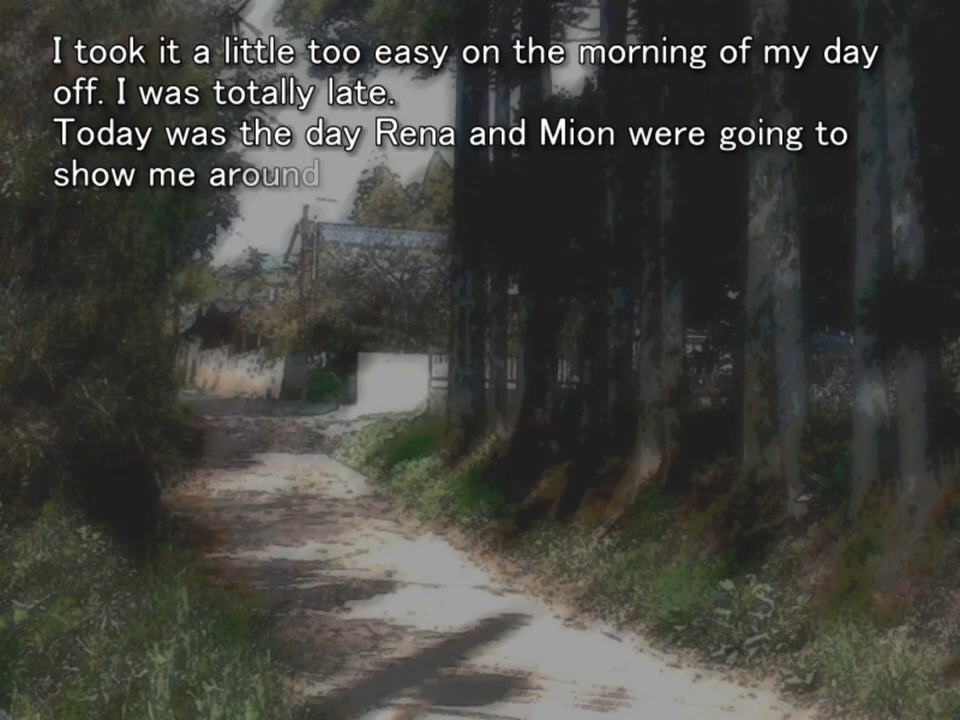 I took it a little too easy on the morning of my day
off. I was totally late.
Today was the day Rena and Mion were going to
show me around